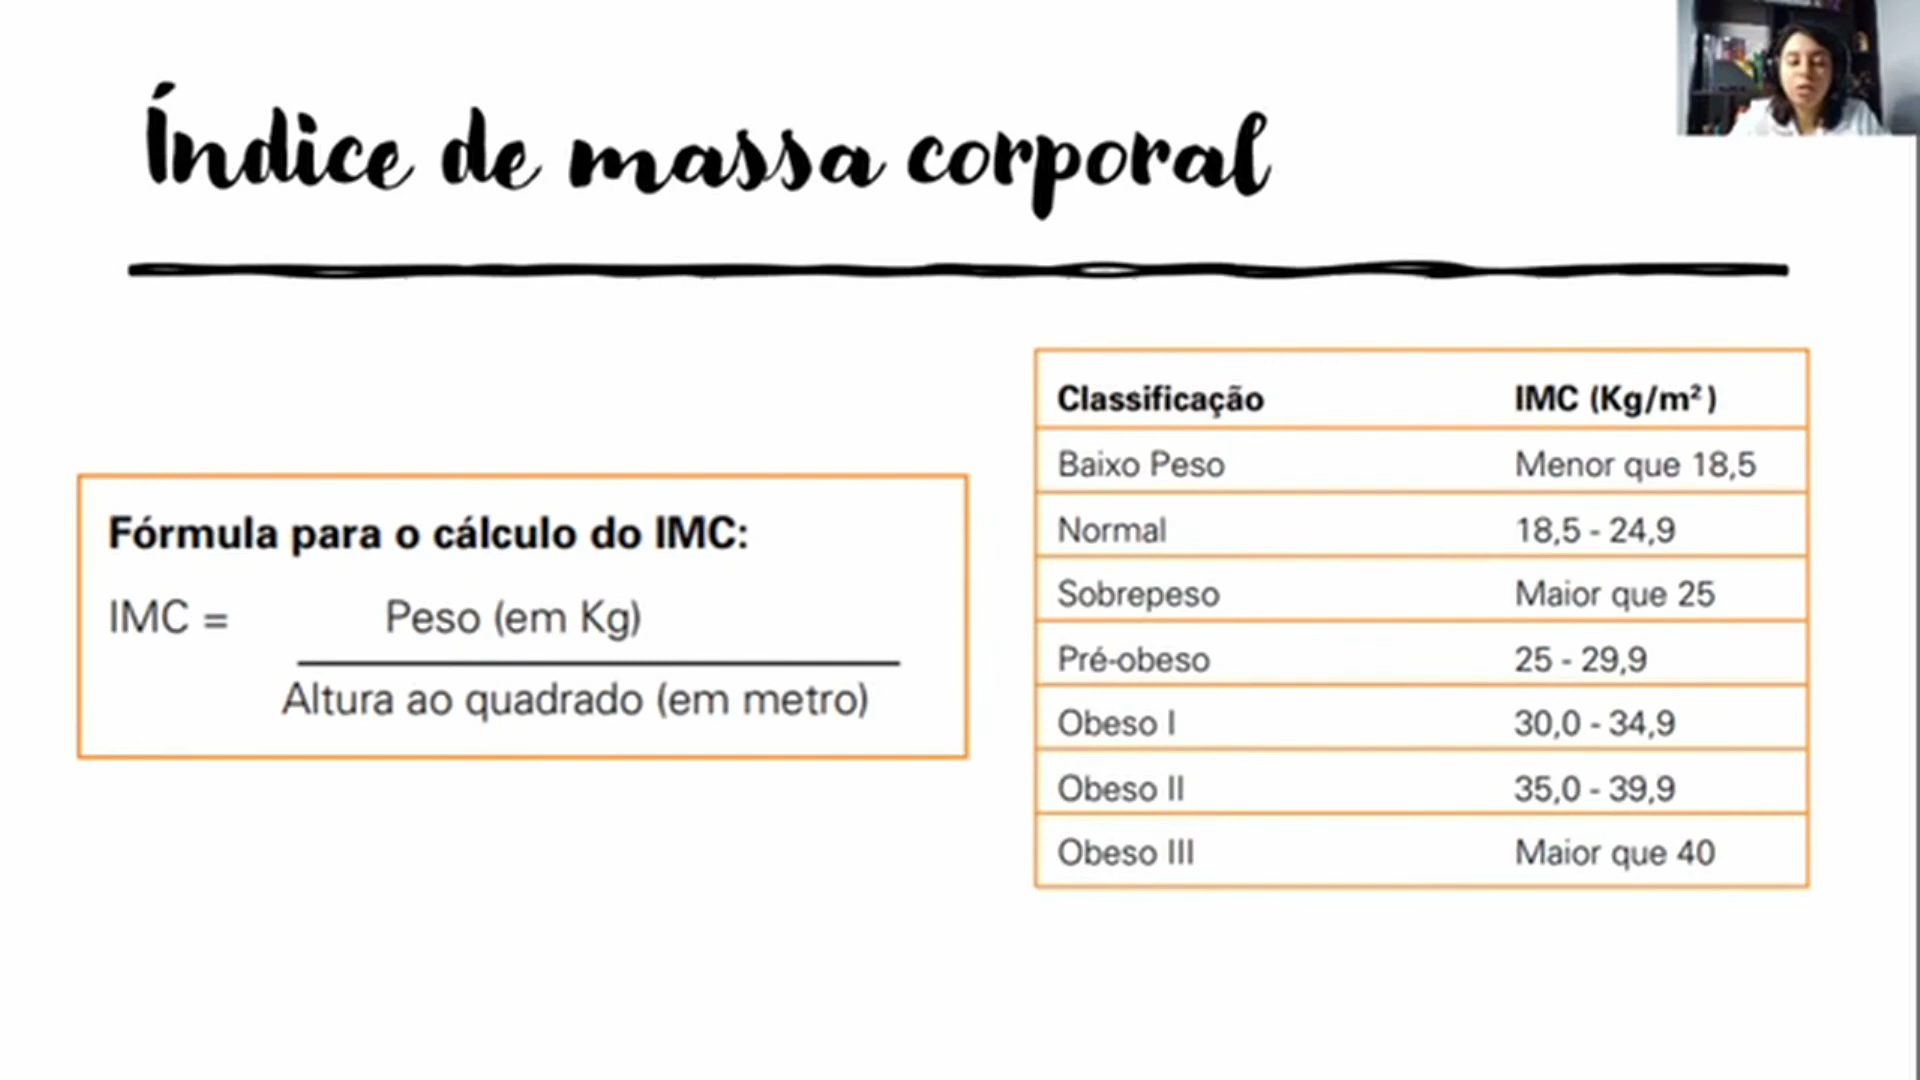 Índice de massa corporal
Fórmula para o cálculo do IMC:
IMC = Peso (em Kg)
Altura ao quadrado (em metro)
Classificação IMC (Kg/m²)
Baixo Peso Menor que 18,5
Normal 18,5 - 24,9
Sobrepeso Maior que 25
Pré-obeso 25 - 29,9
Obeso I 30,0 - 34,9
Obeso II 35,0 - 39,9
Obeso III Maior que 40